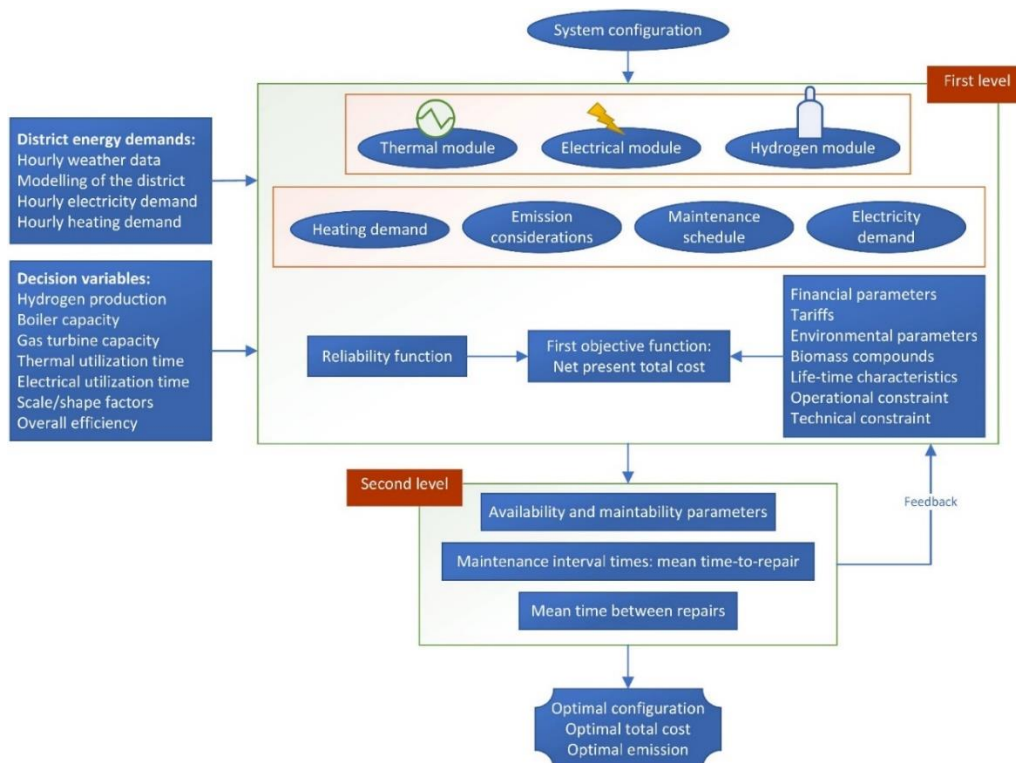 System configuration
First level
District energy demands:
Hourly weather data
Modelling of the district
Hourly electricity demand
Hourly heating demand
Thermal module
Electrical module
Hydrogen module
Heating demand
Emission
considerations
Maintenance
schedule
Electricity
demand
Decision variables:
Hydrogen production
Boiler capacity
Gas turbine capacity
Thermal utilization time
Electrical utilization time
Scale/shape factors
Overall efficiency
Reliability function
First objective function:
Net present total cost
Financial parameters
Tariffs
Environmental parameters
Biomass compounds
Life-time characteristics
Operational constraint
Technical constraint
Second level
Availability and maintability parameters
Maintenance interval times: mean time-to-repair
Mean time between repairs
Feedback
Optimal configuration
Optimal total cost
Optimal emission